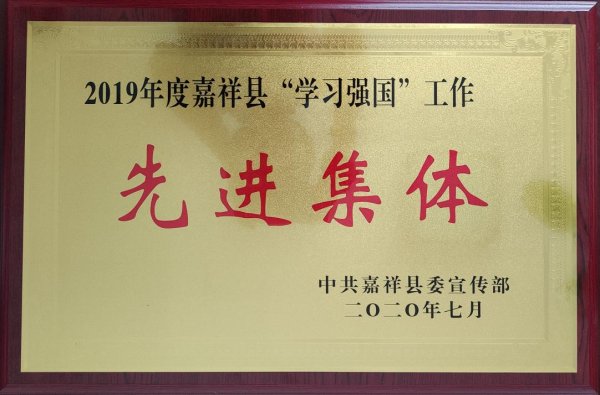 2019年度嘉祥县“学习强国”工作
先进集体
中共嘉祥县委宣传部
二〇二〇年七月